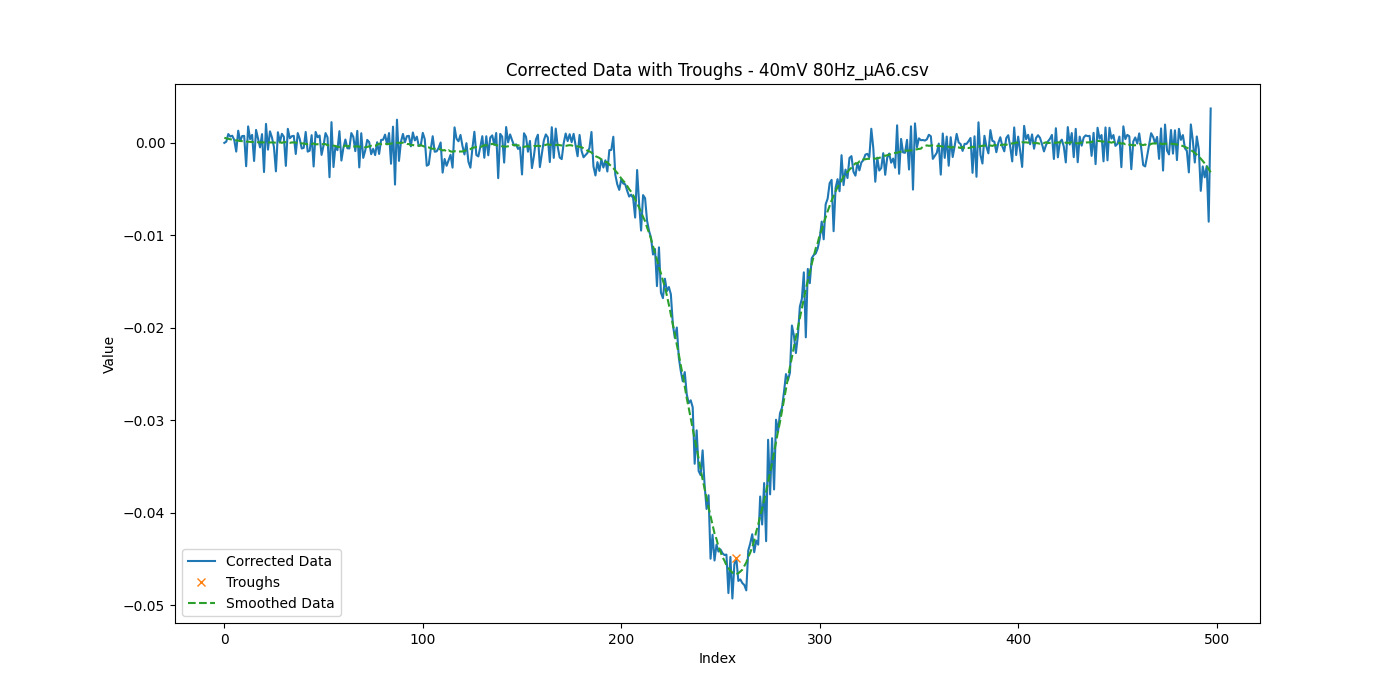 Corrected Data with Troughs - 40mV 80Hz_µA6.csv
Value
0.00
−0.01
−0.02
−0.03
−0.04
−0.05
Corrected Data
Troughs
Smoothed Data
0 100 200 300 400 500
Index